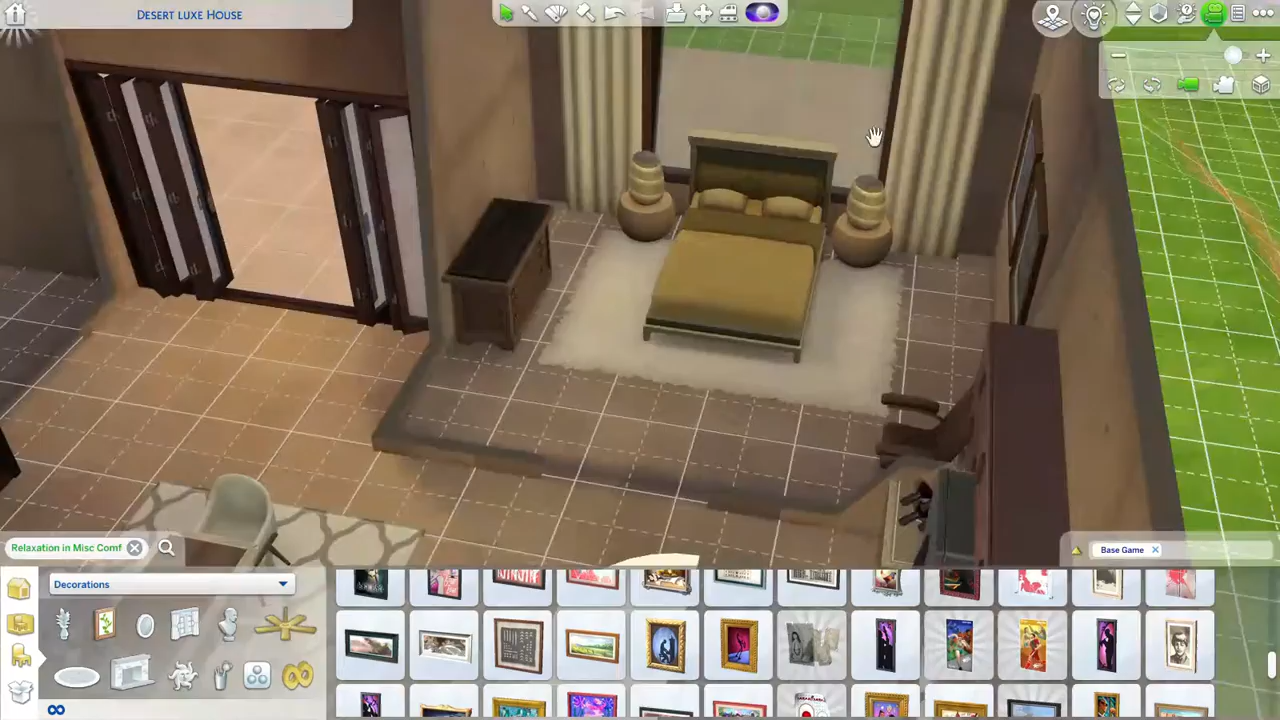 Desert luxe House
Relaxation in Misc Comf
Base Game
Decorations